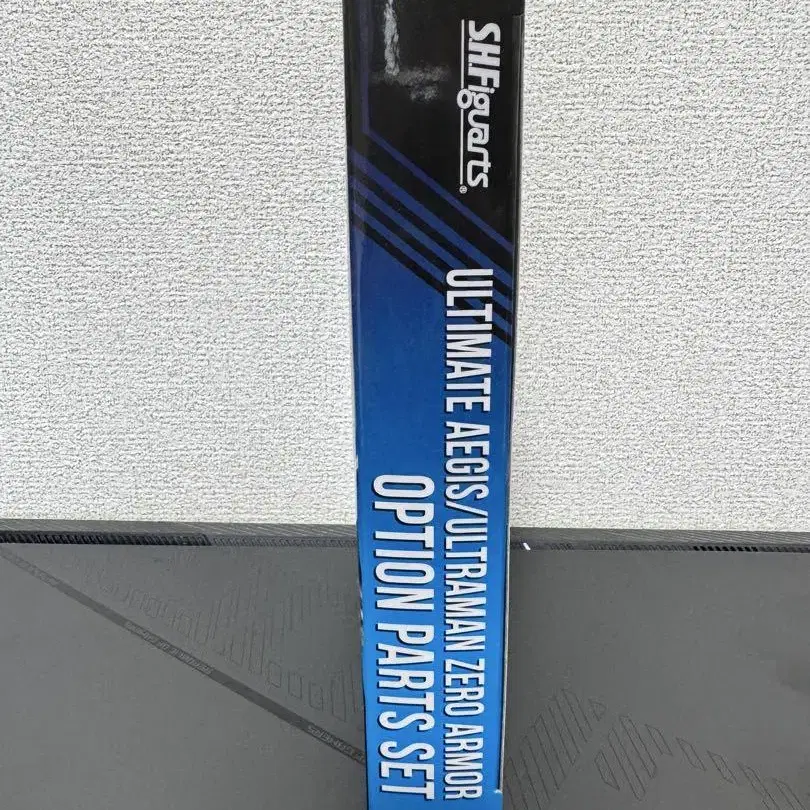 S.H.Figuarts®
ULTIMATE AEGIS/ULTRAMAN ZERO ARMOR
OPTION PARTS SET